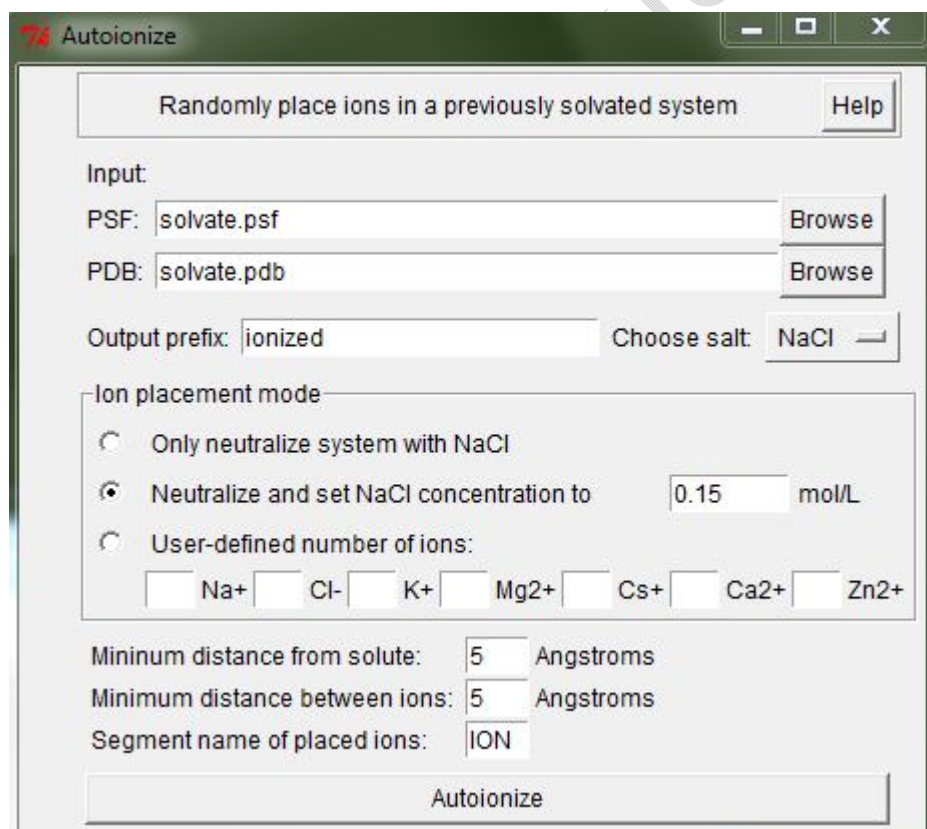 Autoionize
Randomly place ions in a previously solvated system Help
Input:
PSF: solvate.psf Browse
PDB: solvate.pdb Browse
Output prefix: ionized Choose salt: NaCl
Ion placement mode
Only neutralize system with NaCl
Neutralize and set NaCl concentration to 0.15 mol/L
User-defined number of ions:
Na+ Cl- K+ Mg2+ Cs+ Ca2+ Zn2+
Mininum distance from solute: 5 Angstroms
Minimum distance between ions: 5 Angstroms
Segment name of placed ions: ION
Autoionize